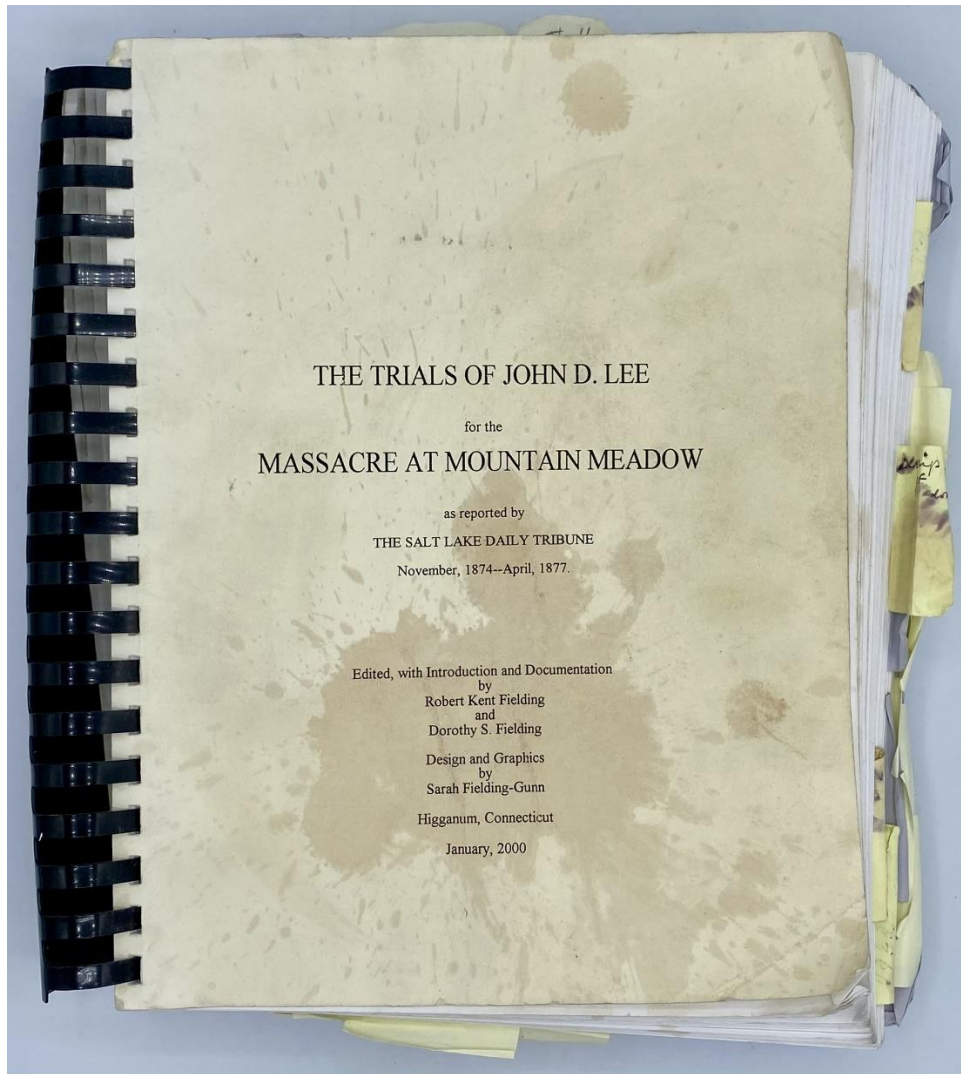 THE TRIALS OF JOHN D. LEE
for the
MASSACRE AT MOUNTAIN MEADOW
as reported by
THE SALT LAKE DAILY TRIBUNE
November, 1874--April, 1877.
Edited, with Introduction and Documentation
by
Robert Kent Fielding
and
Dorothy S. Fielding
Design and Graphics
by
Sarah Fielding-Gunn
Higganum, Connecticut
January, 2000